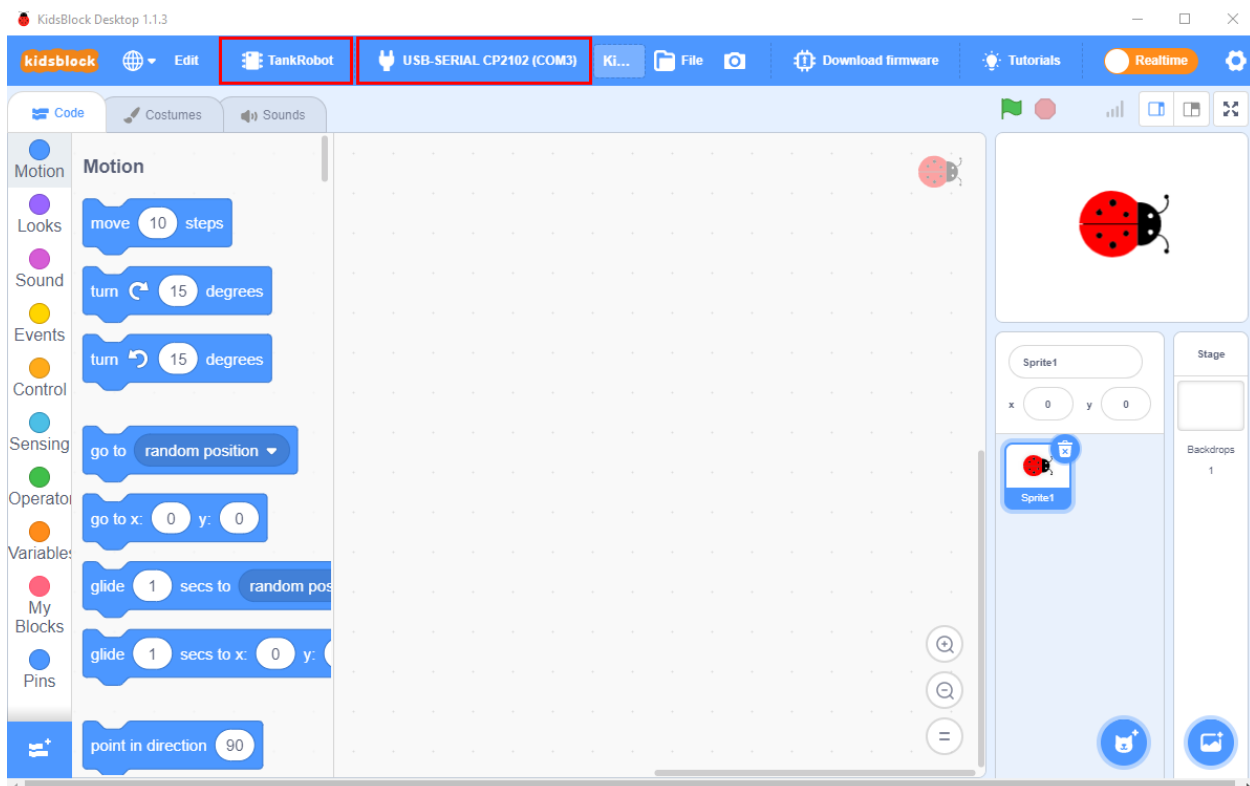 KidsBlock Desktop 1.1.3
kidsblock Edit TankRobot USB-SERIAL CP2102 (COM3) Ki... File Download firmware Tutorials Realtime
Code Costumes Sounds
Motion
Looks
Sound
Events
Control
Sensing
Operator
Variables
My
Blocks
Pins
Motion
move 10 steps
turn 15 degrees
turn 15 degrees
go to random position
go to x: 0 y: 0
glide 1 secs to random pos
glide 1 secs to x: 0 y:
point in direction 90
Sprite1
x 0 y 0
Sprite1
Stage
Backdrops
1